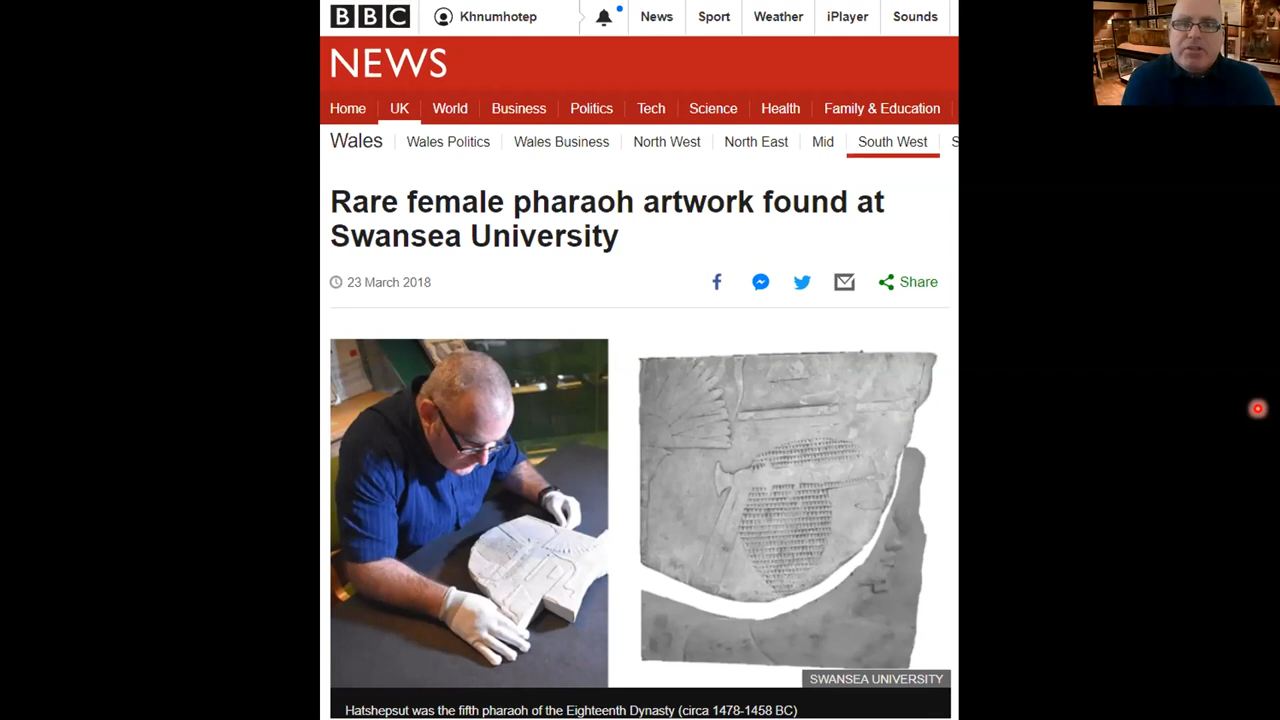 BBC
Khnumhotep
News
Sport
Weather
iPlayer
Sounds
NEWS
Home
UK
World
Business
Politics
Tech
Science
Health
Family & Education
Wales
Wales Politics
Wales Business
North West
North East
Mid
South West
S
Rare female pharaoh artwork found at
Swansea University
23 March 2018
Share
SWANSEA UNIVERSITY
Hatshepsut was the fifth pharaoh of the Eighteenth Dynasty (circa 1478-1458 BC)